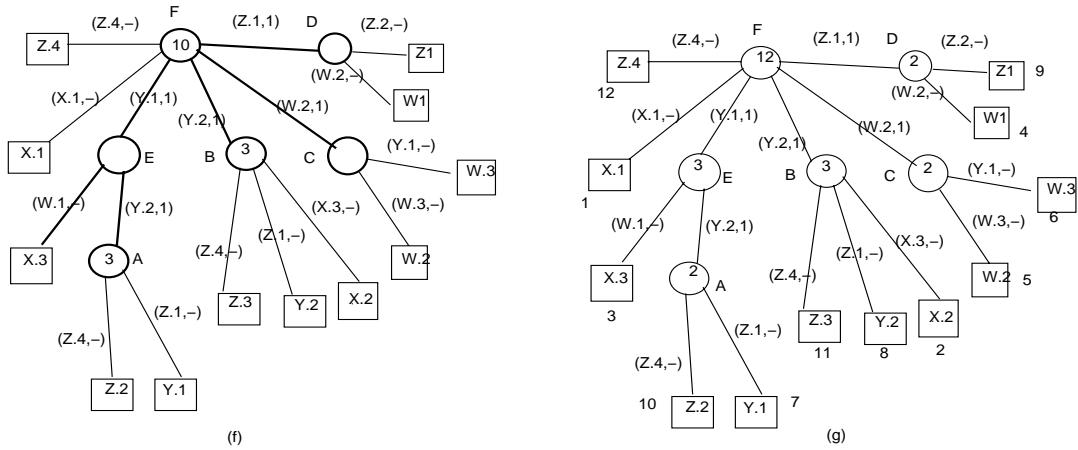 F
(Z.4,–)
(Z.1,1)
D
(Z.2,–)
Z.4
10
Z1
(W.2,–)
W1
(X.1,–)
(Y.1,1)
(Y.2,1)
(W.2,1)
(Y.1,–)
X.1
E
B
3
C
W.3
(W.1,–)
(Y.2,1)
(X.3,–)
(W.3,–)
(Z.4,–)
(Z.1,–)
X.3
3
A
W.2
Z.3
Y.2
X.2
(Z.4,–)
(Z.1,–)
Z.2
Y.1
(f)
F
(Z.4,–)
(Z.1,1)
D
(Z.2,–)
Z.4
12
12
2
Z1
9
(W.2,–)
W1
4
(X.1,–)
(Y.1,1)
(Y.2,1)
(W.2,1)
(Y.1,–)
X.1
1
3
E
B
3
C
2
W.3
6
(W.1,–)
(Y.2,1)
(X.3,–)
(W.3,–)
(Z.4,–)
(Z.1,–)
X.3
3
2
A
W.2
5
Z.3
11
Y.2
8
X.2
2
(Z.4,–)
(Z.1,–)
10
Z.2
Y.1
7
(g)